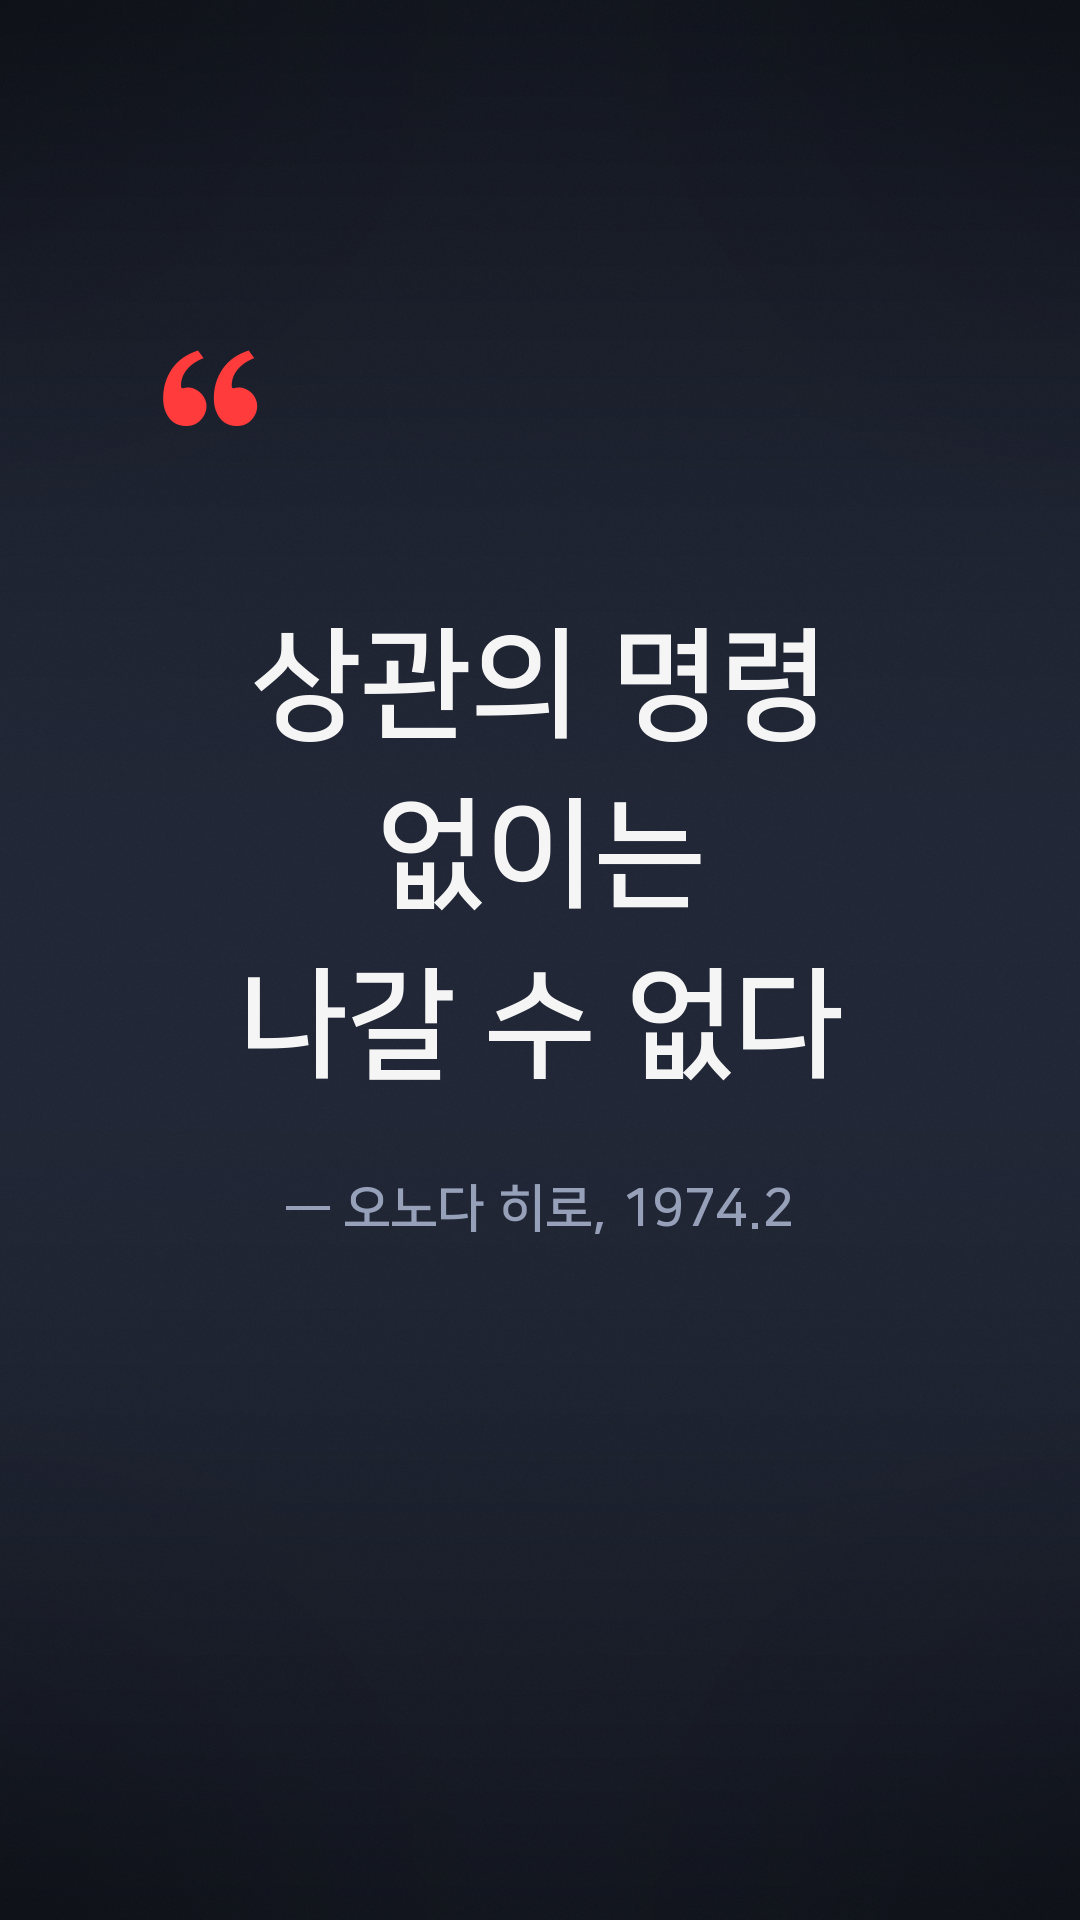 “
상관의 명령
없이는
나갈 수 없다
— 오노다 히로, 1974.2